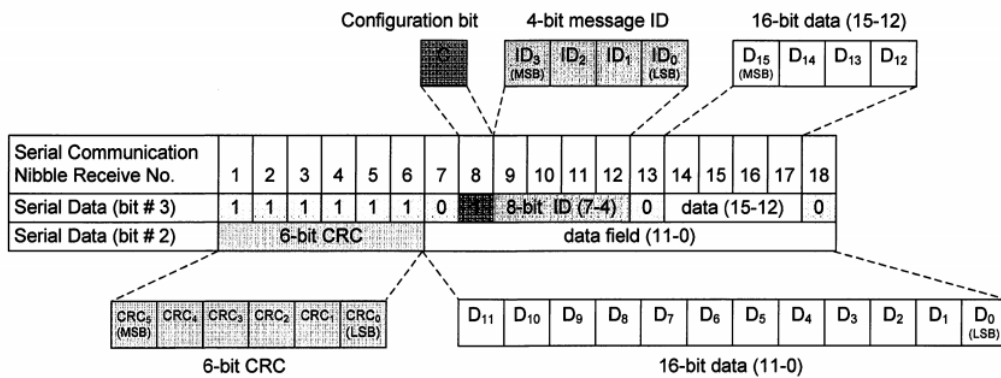 Configuration bit 4-bit message ID 16-bit data (15-12)
C ID3 ID2 ID1 ID0 D15 D14 D13 D12
(MSB) (LSB) (MSB)
Serial Communication
Nibble Receive No. 1 2 3 4 5 6 7 8 9 10 11 12 13 14 15 16 17 18
Serial Data (bit # 3) 1 1 1 1 1 1 0 1 8-bit ID (7-4) 0 data (15-12) 0
Serial Data (bit # 2) 6-bit CRC data field (11-0)
CRC5 CRC4 CRC3 CRC2 CRC1 CRC0 D11 D10 D9 D8 D7 D6 D5 D4 D3 D2 D1 D0
(MSB) (LSB) (LSB)
6-bit CRC 16-bit data (11-0)